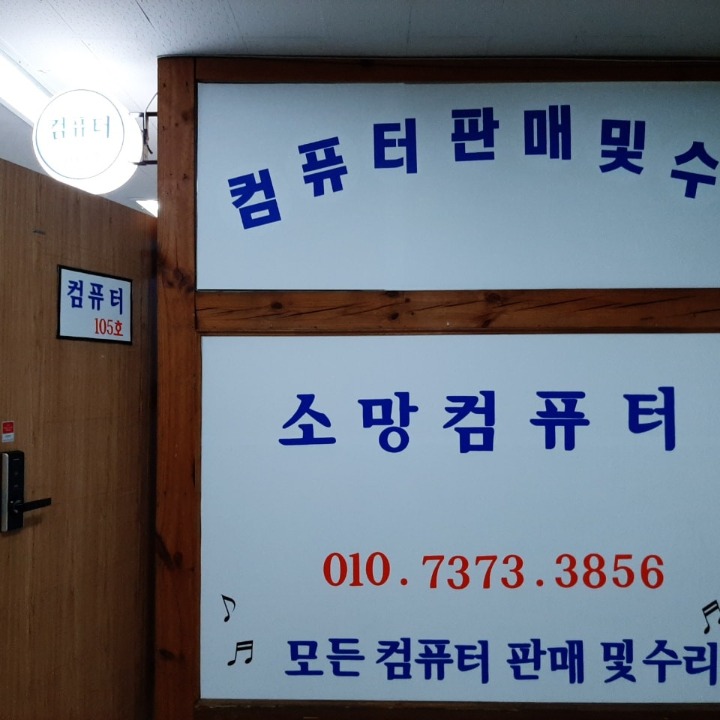 컴퓨터
컴퓨터 판매 및 수
컴퓨터
105호
소망컴퓨터
010.7373.3856
모든 컴퓨터 판매 및 수리